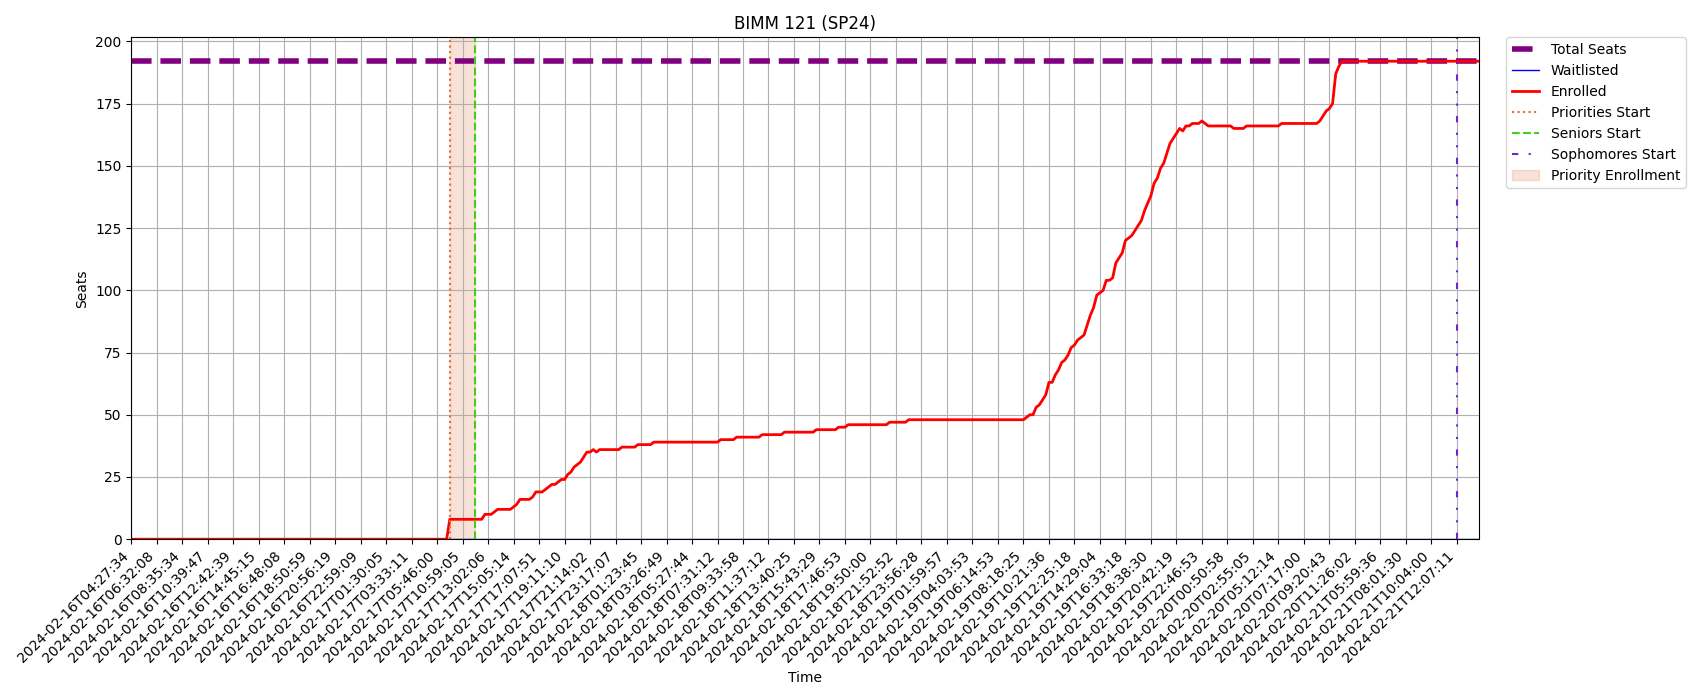 BIMM 121 (SP24)
Total Seats
Waitlisted
Enrolled
Priorities Start
Seniors Start
Sophomores Start
Priority Enrollment
Seats
200
175
150
125
100
75
50
25
0
2024-02-16T04:27:34
2024-02-16T06:32:08
2024-02-16T08:35:34
2024-02-16T10:39:47
2024-02-16T12:42:39
2024-02-16T14:45:15
2024-02-16T16:48:08
2024-02-16T18:50:59
2024-02-16T20:56:19
2024-02-16T22:59:09
2024-02-17T01:30:05
2024-02-17T03:33:11
2024-02-17T05:46:00
2024-02-17T10:59:05
2024-02-17T13:02:06
2024-02-17T15:05:14
2024-02-17T17:07:51
2024-02-17T19:11:10
2024-02-17T21:14:02
2024-02-17T23:17:07
2024-02-18T01:23:45
2024-02-18T03:26:49
2024-02-18T05:27:44
2024-02-18T07:31:12
2024-02-18T09:33:58
2024-02-18T11:37:12
2024-02-18T13:40:25
2024-02-18T15:43:29
2024-02-18T17:46:53
2024-02-18T19:50:00
2024-02-18T21:52:52
2024-02-18T23:56:28
2024-02-19T01:59:57
2024-02-19T04:03:53
2024-02-19T06:14:53
2024-02-19T08:18:25
2024-02-19T10:21:36
2024-02-19T12:25:18
2024-02-19T14:29:04
2024-02-19T16:33:18
2024-02-19T18:38:30
2024-02-19T20:42:19
2024-02-19T22:46:53
2024-02-20T00:50:58
2024-02-20T02:55:05
2024-02-20T05:12:14
2024-02-20T07:17:00
2024-02-20T09:20:43
2024-02-20T11:26:02
2024-02-21T05:59:36
2024-02-21T08:01:30
2024-02-21T10:04:00
2024-02-21T12:07:11
Time